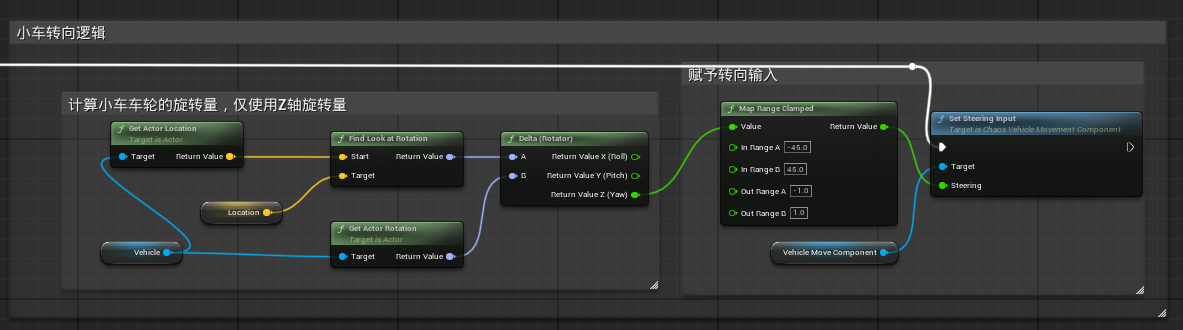 小车转向逻辑
赋予转向输入
计算小车车轮的旋转量，仅使用Z轴旋转量
Get Actor Location
Target is Actor
Target Return Value
Find Look at Rotation
Start Return Value
Target
Delta (Rotator)
A Return Value X (Roll)
B Return Value Y (Pitch)
Return Value Z (Yaw)
Location
Get Actor Rotation
Target is Actor
Target Return Value
Vehicle
Map Range Clamped
Value Return Value
In Range A -45.0
In Range B 45.0
Out Range A -1.0
Out Range B 1.0
Set Steering Input
Target is Chaos Vehicle Movement Component
Target
Steering
Vehicle Move Component